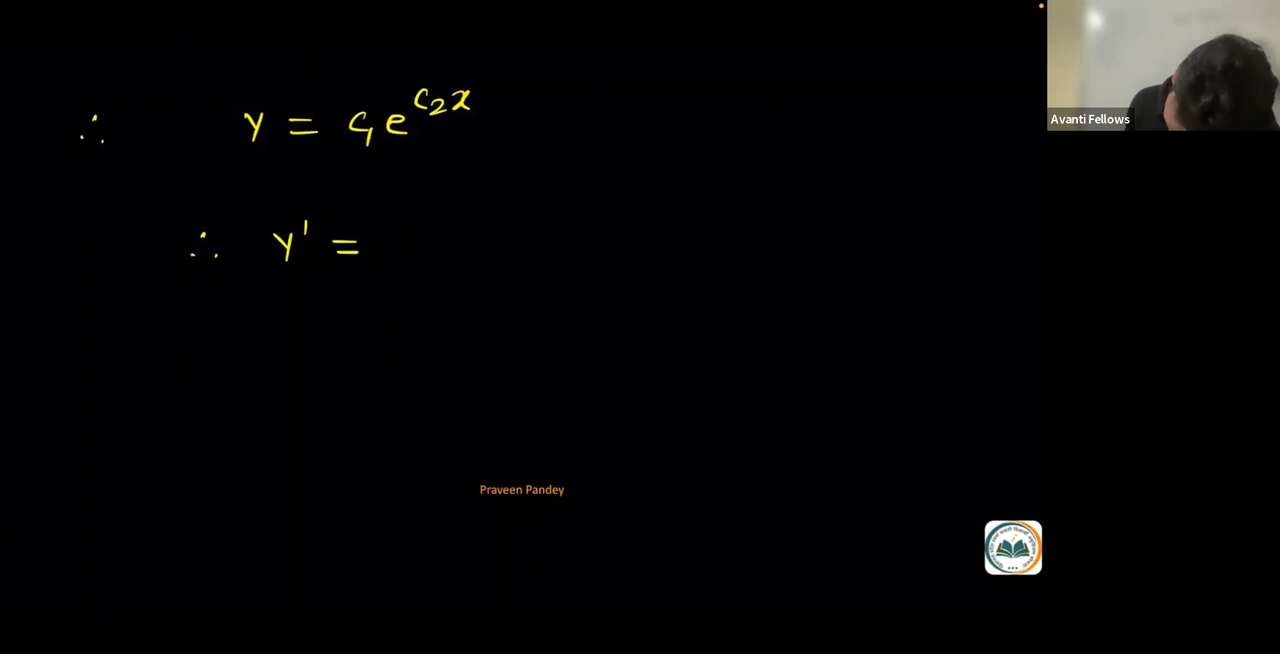 ∴ y = c₁e^{c₂x}
Avanti Fellows
∴ y' =
Praveen Pandey